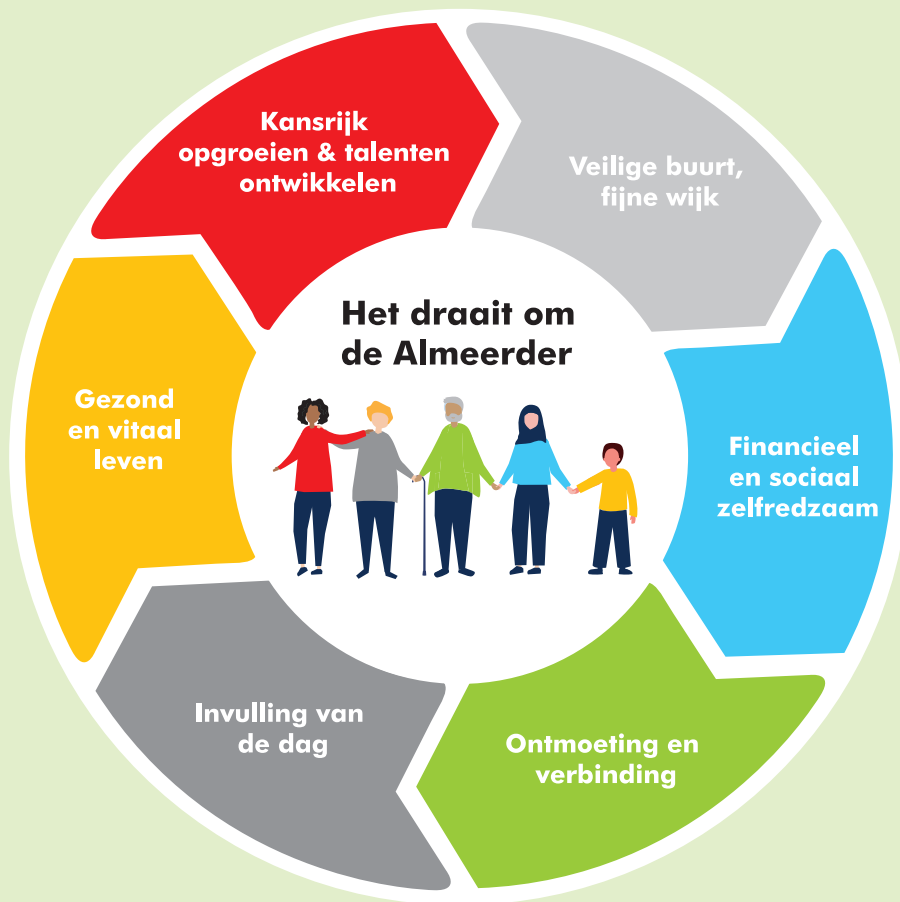 Kansrijk
opgroeien & talenten
ontwikkelen
Veilige buurt,
fijne wijk
Het draait om
de Almeerder
Gezond
en vitaal
leven
Financieel
en sociaal
zelfredzaam
Invulling van
de dag
Ontmoeting en
verbinding